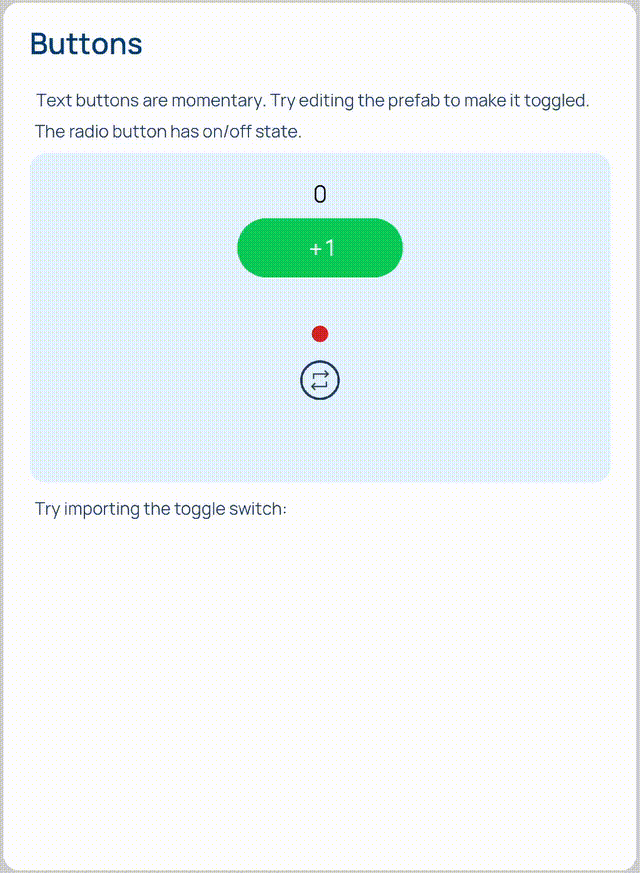 Buttons
Text buttons are momentary. Try editing the prefab to make it toggled.
The radio button has on/off state.
0
+1
Try importing the toggle switch: